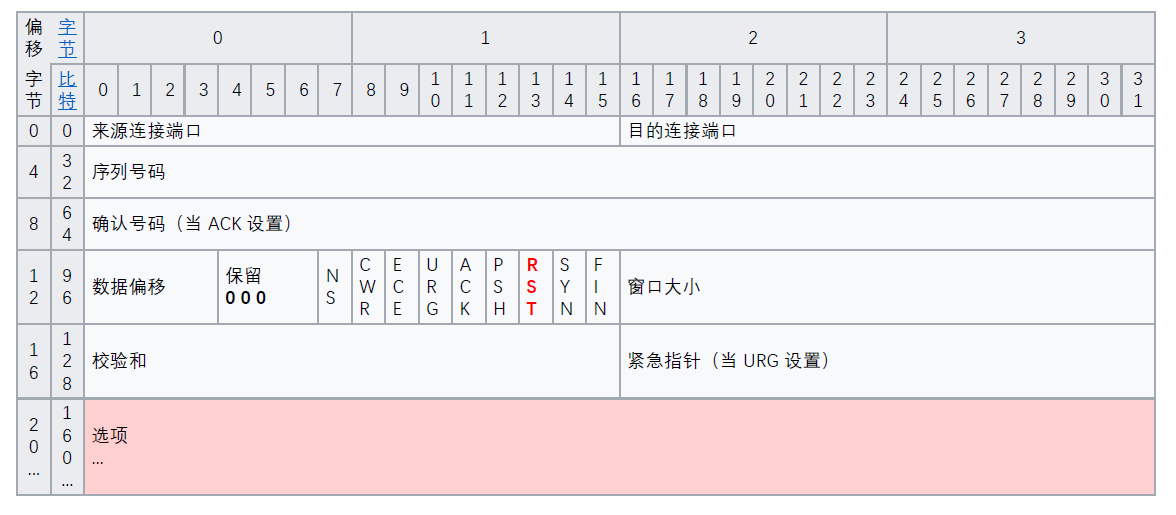 偏移 字节 0 1 2 3
字节 比特 0 1 2 3 4 5 6 7 8 9 10 11 12 13 14 15 16 17 18 19 20 21 22 23 24 25 26 27 28 29 30 31
0 0 来源连接端口 目的连接端口
4 32 序列号码
8 64 确认号码（当 ACK 设置）
12 96 数据偏移 保留 0 0 0 NS CWR ECE URG ACK PSH RST SYN FIN 窗口大小
16 128 校验和 紧急指针（当 URG 设置）
20... 160... 选项
...